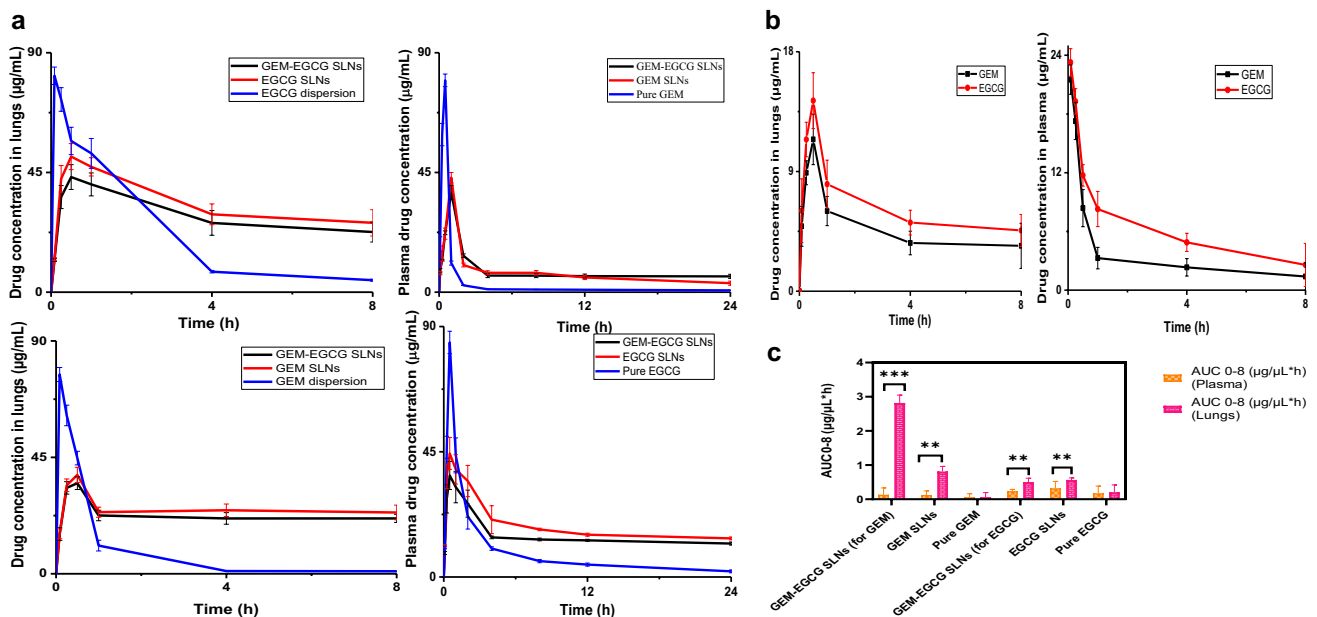 a
Drug concentration in lungs (µg/mL)
90
45
0
0
4
8
Time (h)
GEM-EGCG SLNs
EGCG SLNs
EGCG dispersion
Plasma drug concentration (µg/mL)
90
45
0
0
12
24
Time (h)
GEM-EGCG SLNs
GEM SLNs
Pure GEM
Drug concentration in lungs (µg/mL)
90
45
0
0
4
8
Time (h)
GEM-EGCG SLNs
GEM SLNs
GEM dispersion
Plasma drug concentration (µg/mL)
90
45
0
0
12
24
Time (h)
GEM-EGCG SLNs
EGCG SLNs
Pure EGCG
b
Drug concentration in lungs (µg/mL)
18
9
0
0
4
8
Time (h)
GEM
EGCG
Drug concentration in plasma (µg/mL)
24
12
0
0
4
8
Time (h)
GEM
EGCG
c
AUC0-8 (µg/µL*h)
4
3
2
1
0
***
**
**
**
GEM-EGCG SLNs (for GEM)
GEM SLNs
Pure GEM
GEM-EGCG SLNs (for EGCG)
EGCG SLNs
Pure EGCG
AUC 0-8 (µg/µL*h)
(Plasma)
AUC 0-8 (µg/µL*h)
(Lungs)